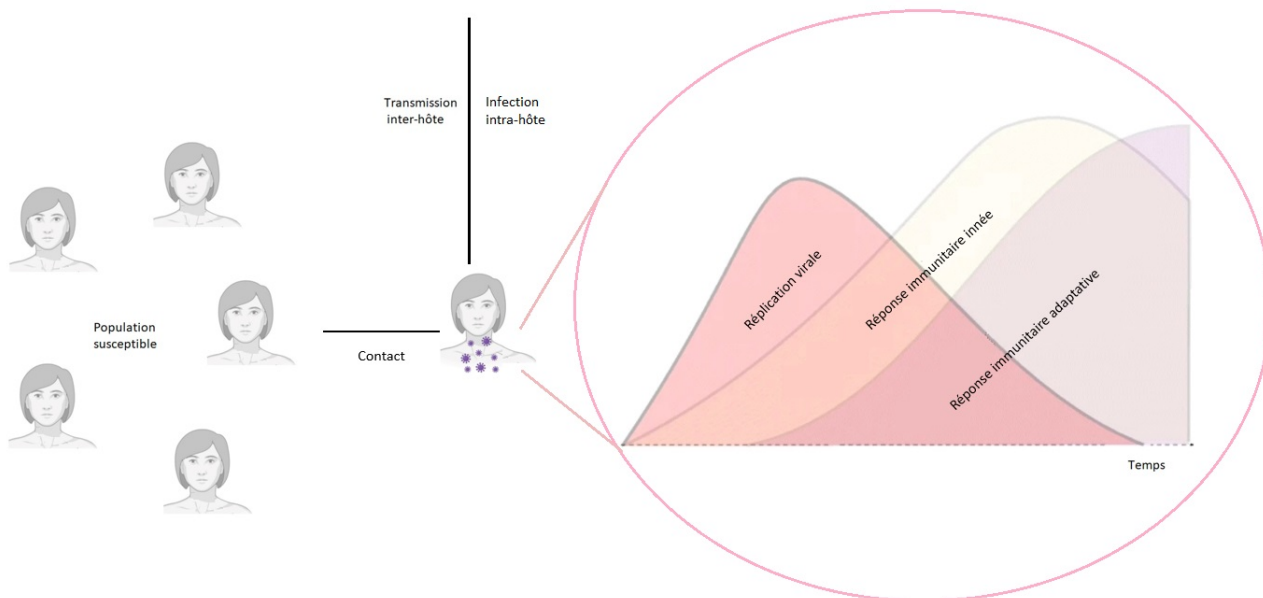 Transmission
inter-hôte
Infection
intra-hôte
Population
susceptible
Contact
Réplication virale
Réponse immunitaire innée
Réponse immunitaire adaptative
Temps